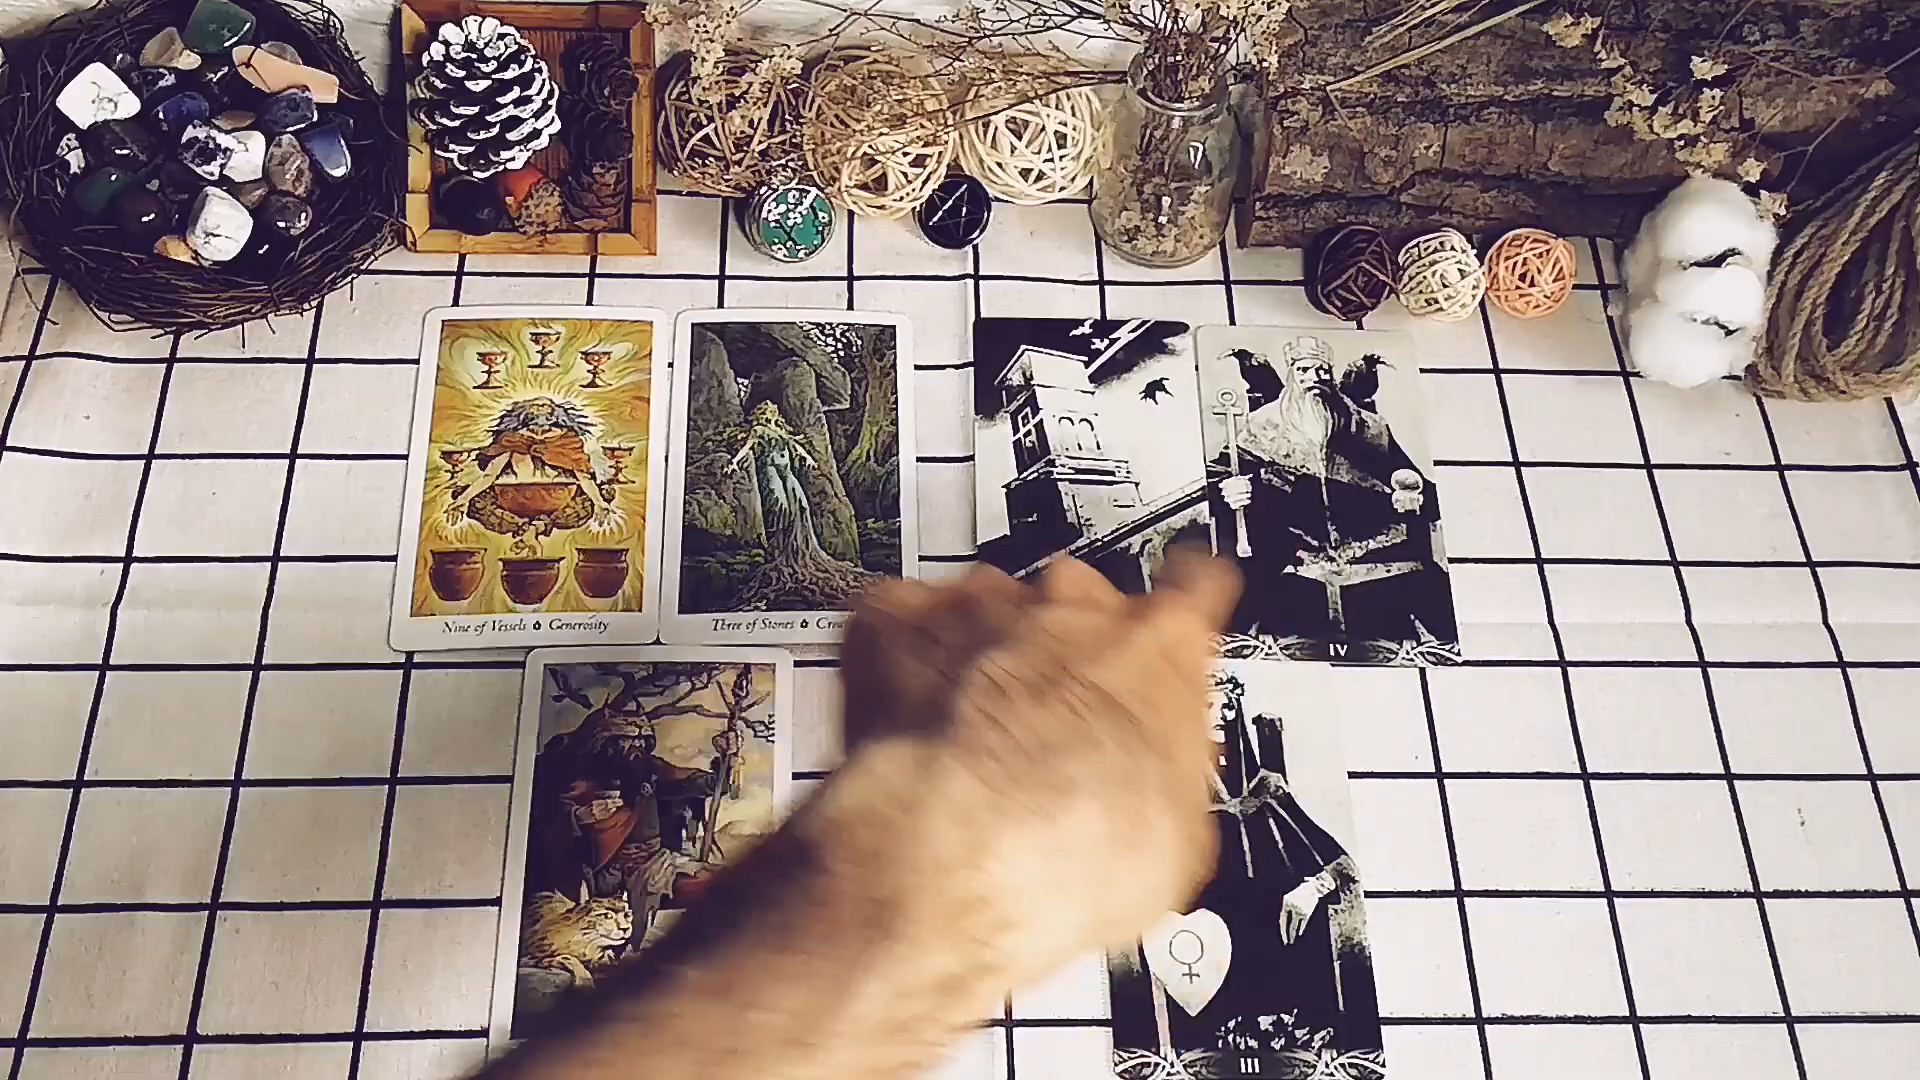 Nine of Vessels ✿ Generosity
Three of Stones ✿
IV
III